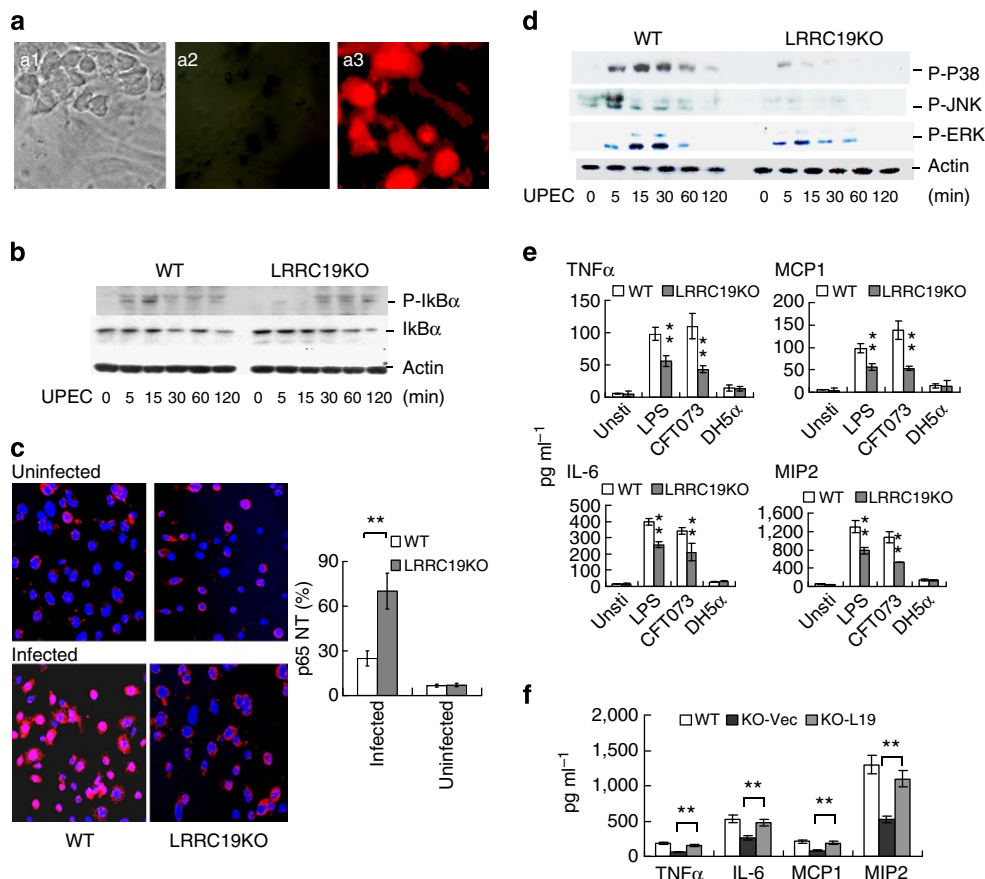 a
a1 a2 a3
b
WT LRRC19KO
P-IkBα
IkBα
Actin
UPEC 0 5 15 30 60 120 0 5 15 30 60 120 (min)
c
Uninfected
Infected
WT LRRC19KO
**
WT
LRRC19KO
p65 NT (%)
90
60
30
0
Infected Uninfected
d
WT LRRC19KO
P-P38
P-JNK
P-ERK
Actin
UPEC 0 5 15 30 60 120 0 5 15 30 60 120 (min)
e
pg ml−1
TNFα
WT LRRC19KO
150
100
50
0
** **
Unsti LPS CFT073 DH5α
MCP1
WT LRRC19KO
200
150
100
50
0
** **
Unsti LPS CFT073 DH5α
IL-6
WT LRRC19KO
500
400
300
200
100
0
** **
Unsti LPS CFT073 DH5α
MIP2
WT LRRC19KO
1,600
1,200
800
400
0
** **
Unsti LPS CFT073 DH5α
f
WT KO-Vec KO-L19
pg ml−1
2,000
1,500
1,000
500
0
** ** ** **
TNFα IL-6 MCP1 MIP2